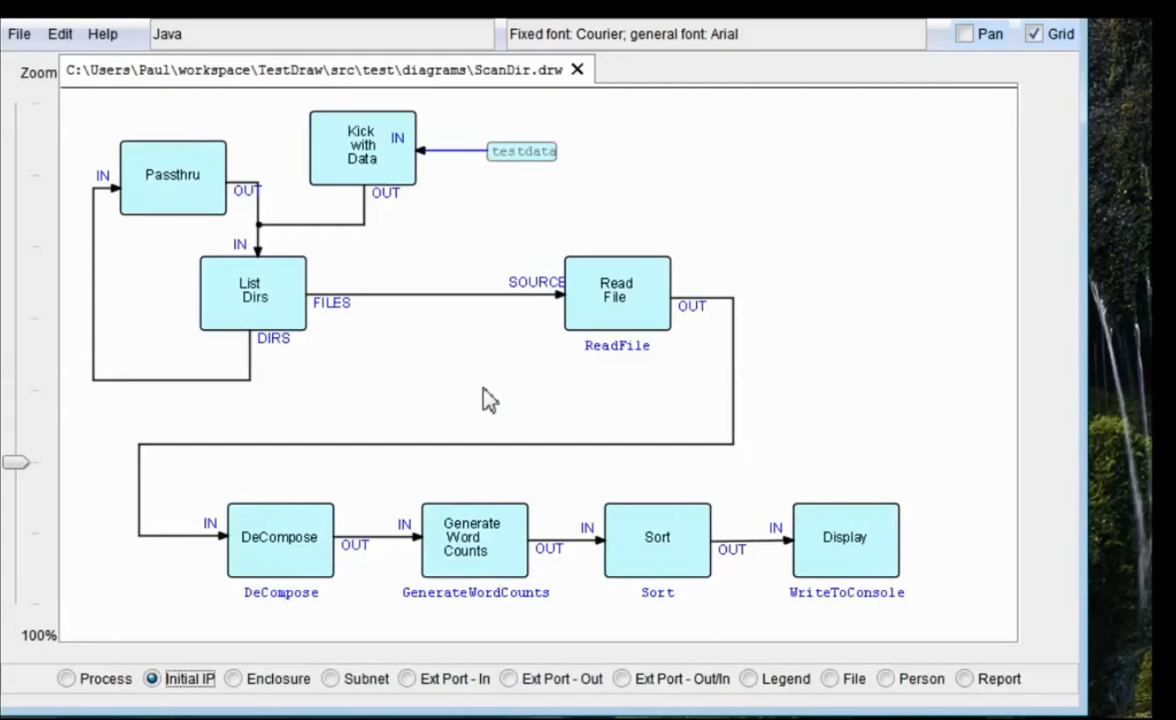 File Edit Help Java Fixed font: Courier; general font: Arial Pan Grid
Zoom C:\Users\Paul\workspace\TestDraw\src\test\diagrams\ScanDir.drw X
Kick
with
Data
IN
testdata
OUT
IN
Passthru
OUT
IN
List
Dirs
FILES
DIRS
SOURCE
Read
File
OUT
ReadFile
IN
DeCompose
OUT
DeCompose
IN
Generate
Word
Counts
OUT
GenerateWordCounts
IN
Sort
OUT
Sort
IN
Display
WriteToConsole
100%
Process Initial IP Enclosure Subnet Ext Port - In Ext Port - Out Ext Port - Out/In Legend File Person Report